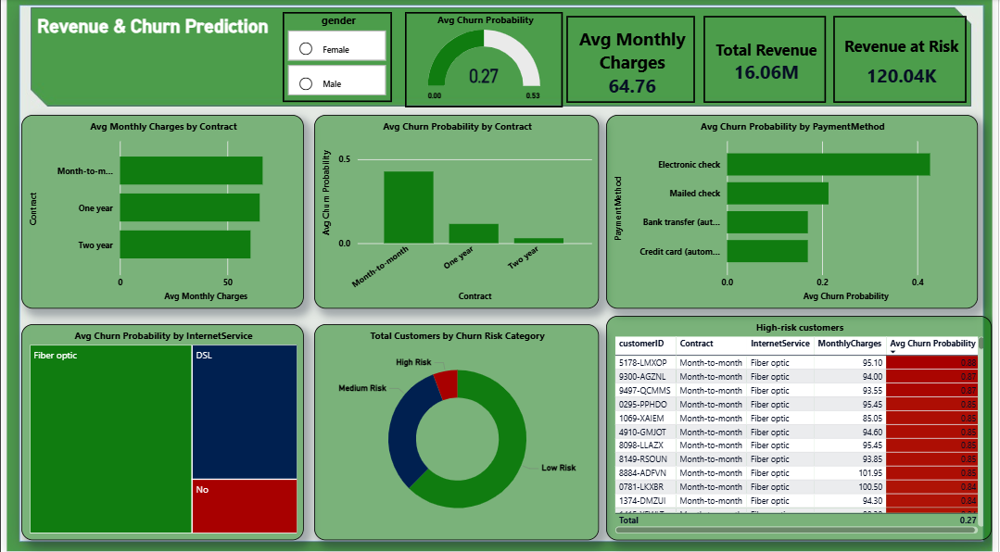 Revenue & Churn Prediction
gender
Female
Male
Avg Churn Probability
0.27
0.00
0.53
Avg Monthly
Charges
64.76
Total Revenue
16.06M
Revenue at Risk
120.04K
Avg Monthly Charges by Contract
Contract
Month-to-m...
One year
Two year
0
50
Avg Monthly Charges
Avg Churn Probability by Contract
Avg Churn Probability
0.5
0.0
Month-to-month
One year
Two year
Contract
Avg Churn Probability by PaymentMethod
PaymentMethod
Electronic check
Mailed check
Bank transfer (aut...
Credit card (autom...
0.0
0.2
0.4
Avg Churn Probability
Avg Churn Probability by InternetService
Fiber optic
DSL
No
Total Customers by Churn Risk Category
High Risk
Medium Risk
Low Risk
High-risk customers
customerID Contract InternetService MonthlyCharges Avg Churn Probability
5178-LMXOP Month-to-month Fiber optic 95.10
9300-AGZNL Month-to-month Fiber optic 94.00 0.87
9497-QCMMS Month-to-month Fiber optic 93.55 0.87
0295-PPHDO Month-to-month Fiber optic 95.45 0.85
1069-XAIEM Month-to-month Fiber optic 85.05 0.85
4910-GMJOT Month-to-month Fiber optic 94.60 0.85
8098-LLAZX Month-to-month Fiber optic 95.45 0.85
8149-RSOUN Month-to-month Fiber optic 93.85 0.85
8884-ADFVN Month-to-month Fiber optic 101.95 0.85
0781-LKXBR Month-to-month Fiber optic 100.50 0.84
1374-DMZUI Month-to-month Fiber optic 94.30 0.84
Total 0.27